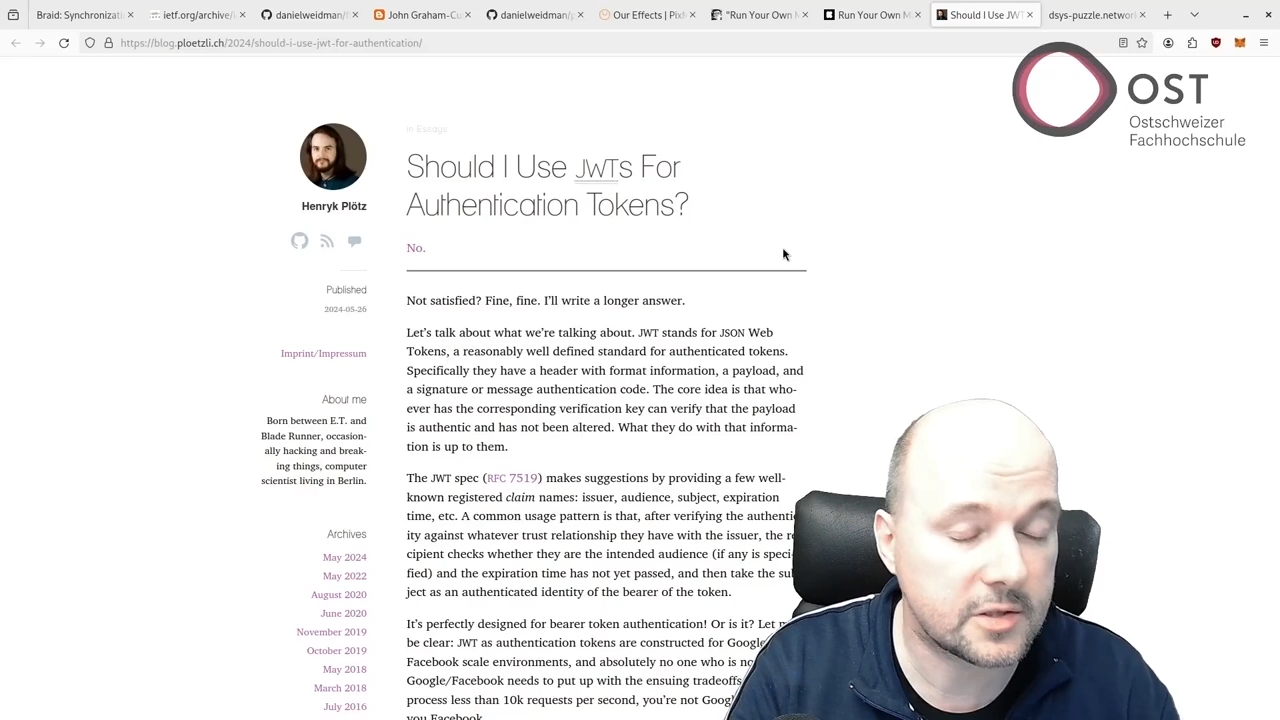 Braid: Synchronizati
ietf.org/archive/i
danielweidman/
John Graham-Cu
danielweidman/p
Our Effects | Pix
"Run Your Own M
Run Your Own M
Should I Use JWT
dsys-puzzle.network
https://blog.ploetzli.ch/2024/should-i-use-jwt-for-authentication/
OST
Ostschweizer
Fachhochschule
in Essays
Should I Use JWTs For
Authentication Tokens?
Henryk Plötz
No.
Published
2024-05-26
Imprint/Impressum
About me
Born between E.T. and
Blade Runner, occasion-
ally hacking and break-
ing things, computer
scientist living in Berlin.
Archives
May 2024
May 2022
August 2020
June 2020
November 2019
October 2019
May 2018
March 2018
July 2016
Not satisfied? Fine, fine. I'll write a longer answer.
Let's talk about what we're talking about. JWT stands for JSON Web
Tokens, a reasonably well defined standard for authenticated tokens.
Specifically they have a header with format information, a payload, and
a signature or message authentication code. The core idea is that who-
ever has the corresponding verification key can verify that the payload
is authentic and has not been altered. What they do with that informa-
tion is up to them.
The JWT spec (RFC 7519) makes suggestions by providing a few well-
known registered claim names: issuer, audience, subject, expiration
time, etc. A common usage pattern is that, after verifying the authentic
ity against whatever trust relationship they have with the issuer, the re
cipient checks whether they are the intended audience (if any is speci-
fied) and the expiration time has not yet passed, and then take the sub
ject as an authenticated identity of the bearer of the token.
It's perfectly designed for bearer token authentication! Or is it? Let
be clear: JWT as authentication tokens are constructed for Google
Facebook scale environments, and absolutely no one who is
Google/Facebook needs to put up with the ensuing tradeoffs
process less than 10k requests per second, you're not Goog
you Facebook